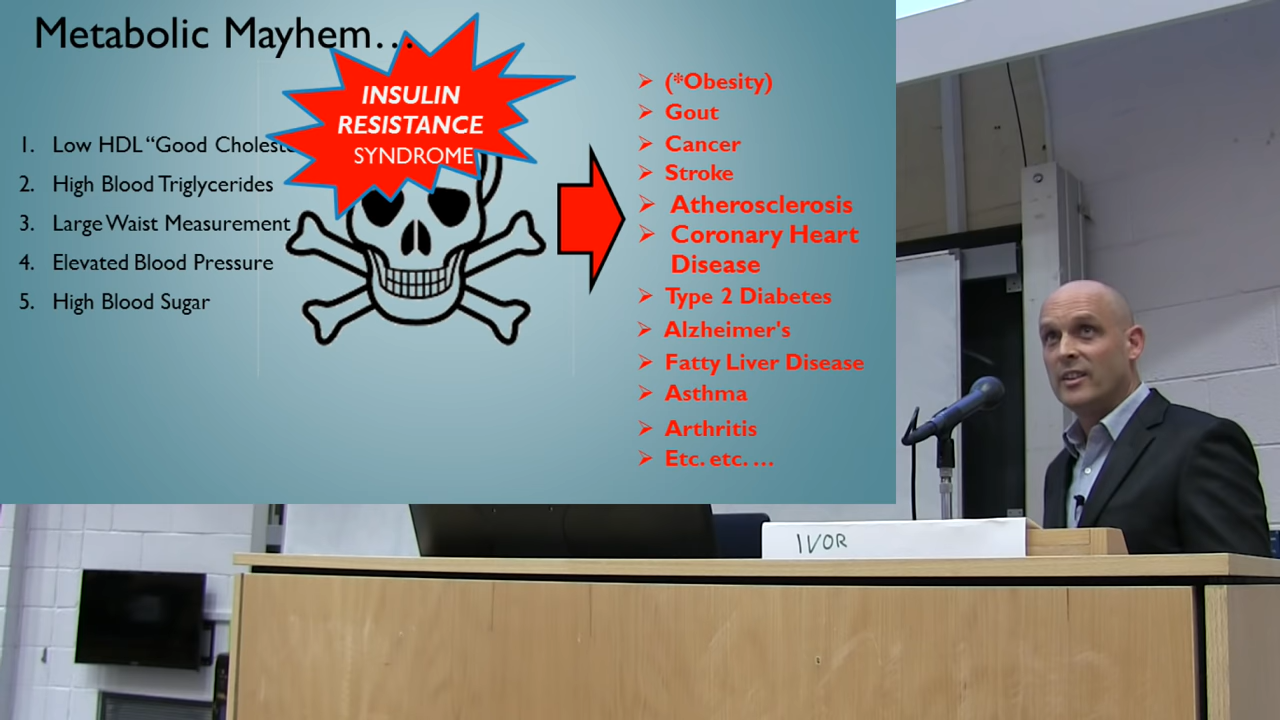 Metabolic Mayhem…
INSULIN
RESISTANCE
SYNDROME
1. Low HDL “Good Cholest
2. High Blood Triglycerides
3. Large Waist Measurement
4. Elevated Blood Pressure
5. High Blood Sugar
(*Obesity)
Gout
Cancer
Stroke
Atherosclerosis
Coronary Heart
Disease
Type 2 Diabetes
Alzheimer's
Fatty Liver Disease
Asthma
Arthritis
Etc. etc. …
IVOR